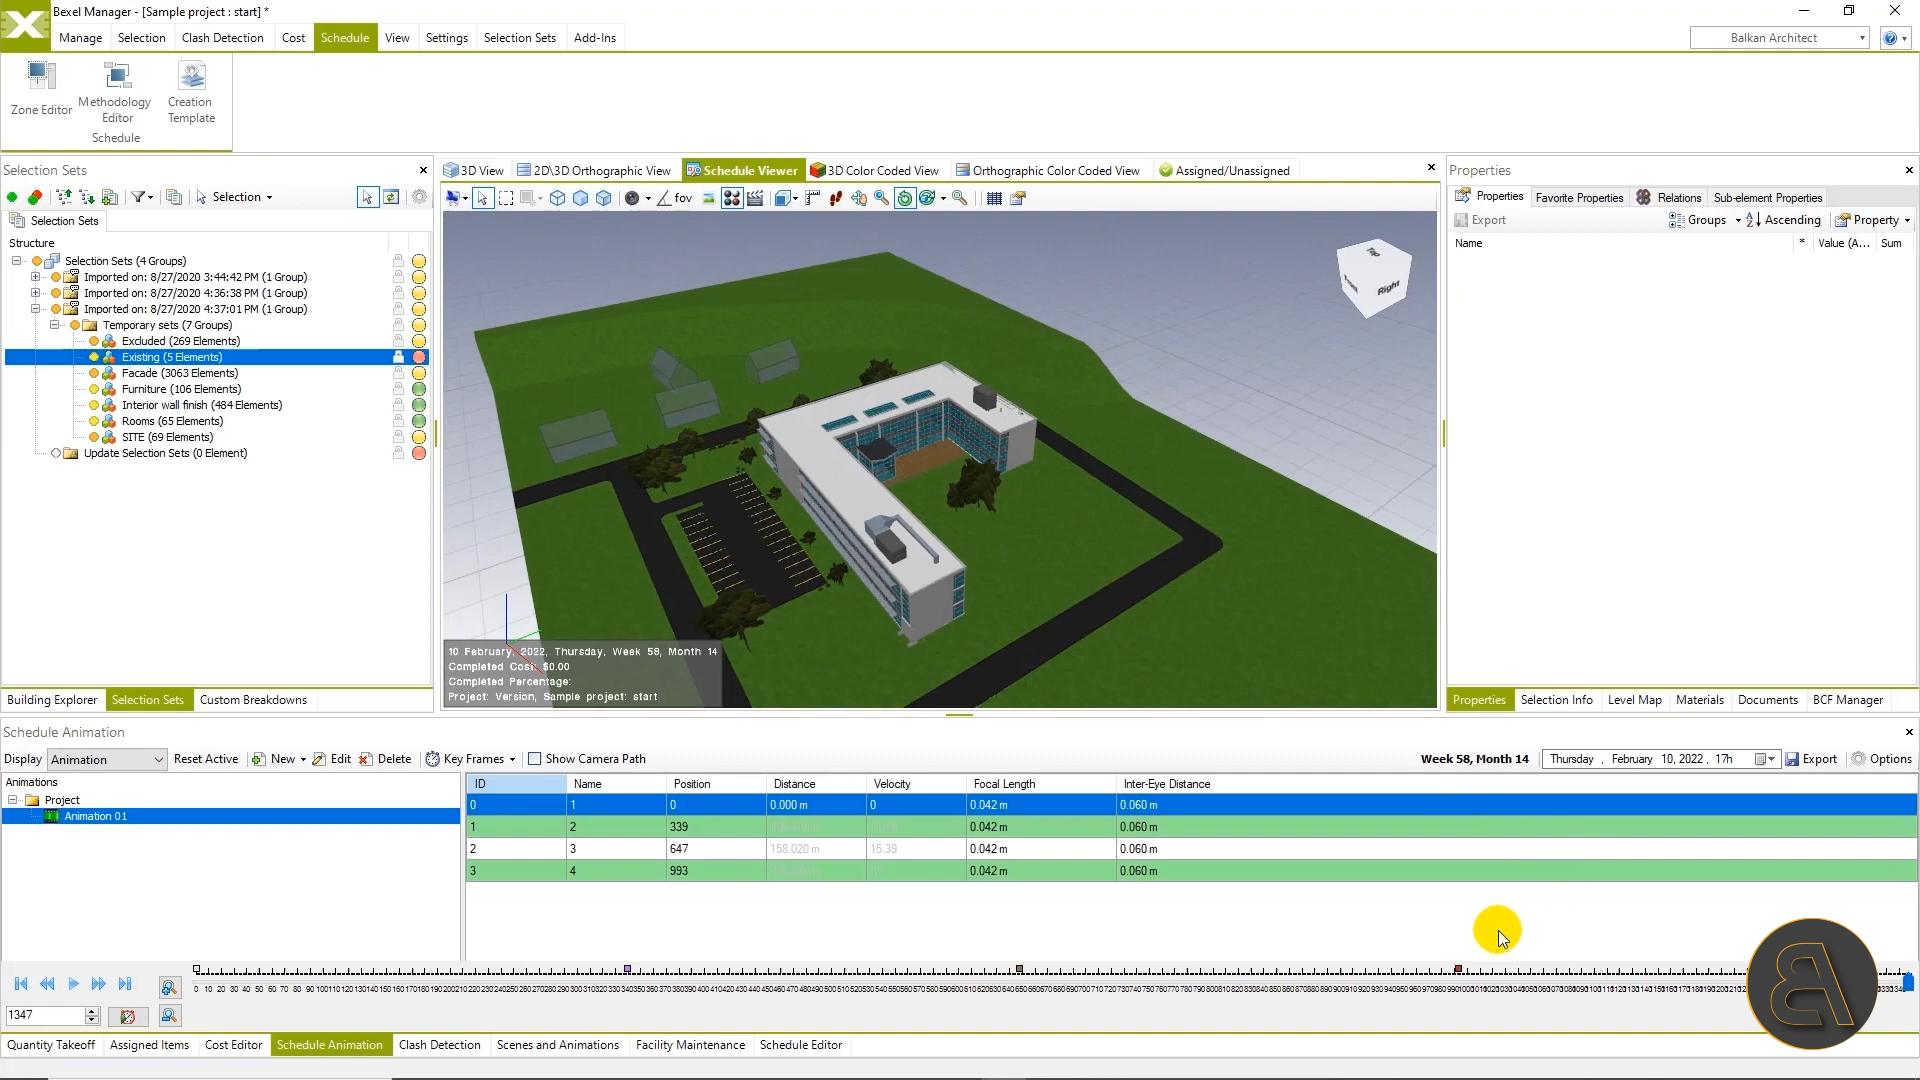 Bexel Manager - [Sample project : start] *
Manage Selection Clash Detection Cost Schedule View Settings Selection Sets Add-Ins Balkan Architect
Zone Editor Methodology Editor Creation Template
Schedule
Selection Sets
Selection
Selection Sets
Structure
Selection Sets (4 Groups)
Imported on: 8/27/2020 3:44:42 PM (1 Group)
Imported on: 8/27/2020 4:36:38 PM (1 Group)
Imported on: 8/27/2020 4:37:01 PM (1 Group)
Temporary sets (7 Groups)
Excluded (269 Elements)
Existing (5 Elements)
Facade (3063 Elements)
Furniture (106 Elements)
Interior wall finish (484 Elements)
Rooms (65 Elements)
SITE (69 Elements)
Update Selection Sets (0 Element)
Building Explorer Selection Sets Custom Breakdowns
3D View 2D\3D Orthographic View Schedule Viewer 3D Color Coded View Orthographic Color Coded View Assigned/Unassigned
fov
Right
10 February, 2022, Thursday, Week 58, Month 14
Completed Cost: $0.00
Completed Percentage:
Project: Version, Sample project: start
Properties
Properties Favorite Properties Relations Sub-element Properties
Export Groups Ascending Property
Name * Value (A... Sum
Properties Selection Info Level Map Materials Documents BCF Manager
Schedule Animation
Display Animation Reset Active New Edit Delete Key Frames Show Camera Path Week 58, Month 14 Thursday , February 10, 2022 , 17h Export Options
Animations
Project
Animation 01
ID Name Position Distance Velocity Focal Length Inter-Eye Distance
0 1 0 0.000 m 0 0.042 m 0.060 m
1 2 339 0.042 m 0.060 m
2 3 647 158.020 m 15.39 0.042 m 0.060 m
3 4 993 0.042 m 0.060 m
1347
Quantity Takeoff Assigned Items Cost Editor Schedule Animation Clash Detection Scenes and Animations Facility Maintenance Schedule Editor